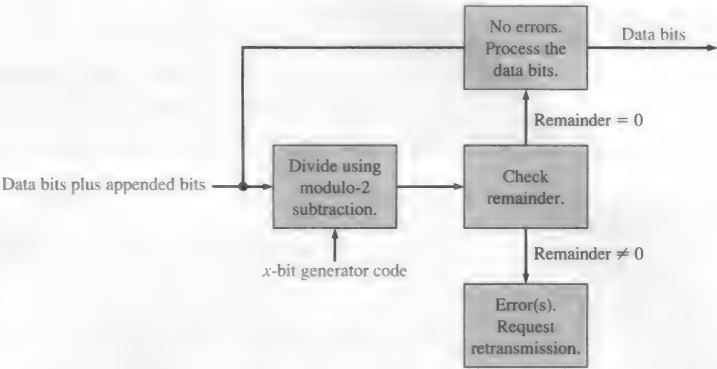 No errors.
Process the
data bits.
Data bits
Remainder = 0
Data bits plus appended bits
Divide using
modulo-2
subtraction.
Check
remainder.
x-bit generator code
Remainder ≠ 0
Error(s).
Request
retransmission.